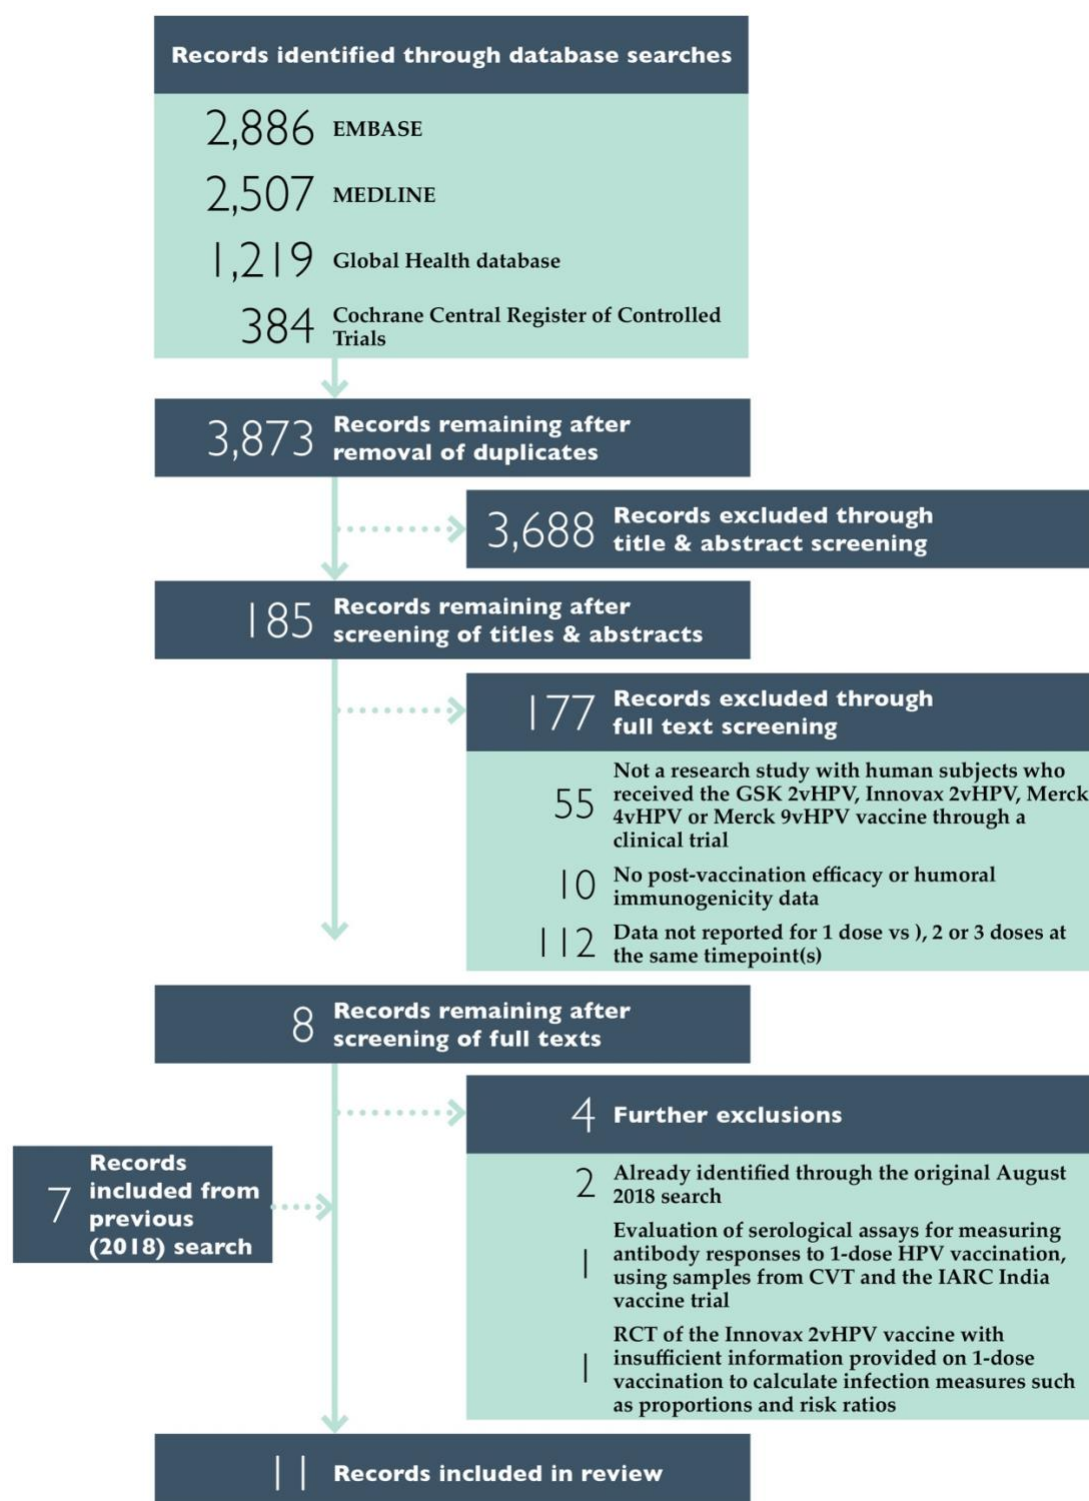 Records identified through database searches
2,886 EMBASE
2,507 MEDLINE
1,219 Global Health database
384 Cochrane Central Register of Controlled
Trials
3,873 Records remaining after
removal of duplicates
3,688 Records excluded through
title & abstract screening
185 Records remaining after
screening of titles & abstracts
177 Records excluded through
full text screening
55 Not a research study with human subjects who
received the GSK 2vHPV, Innovax 2vHPV, Merck
4vHPV or Merck 9vHPV vaccine through a
clinical trial
10 No post-vaccination efficacy or humoral
immunogenicity data
112 Data not reported for 1 dose vs ), 2 or 3 doses at
the same timepoint(s)
8 Records remaining after
screening of full texts
4 Further exclusions
2 Already identified through the original August
2018 search
1 Evaluation of serological assays for measuring
antibody responses to 1-dose HPV vaccination,
using samples from CVT and the IARC India
vaccine trial
1 RCT of the Innovax 2vHPV vaccine with
insufficient information provided on 1-dose
vaccination to calculate infection measures such
as proportions and risk ratios
7 Records
included from
previous
(2018) search
11 Records included in review